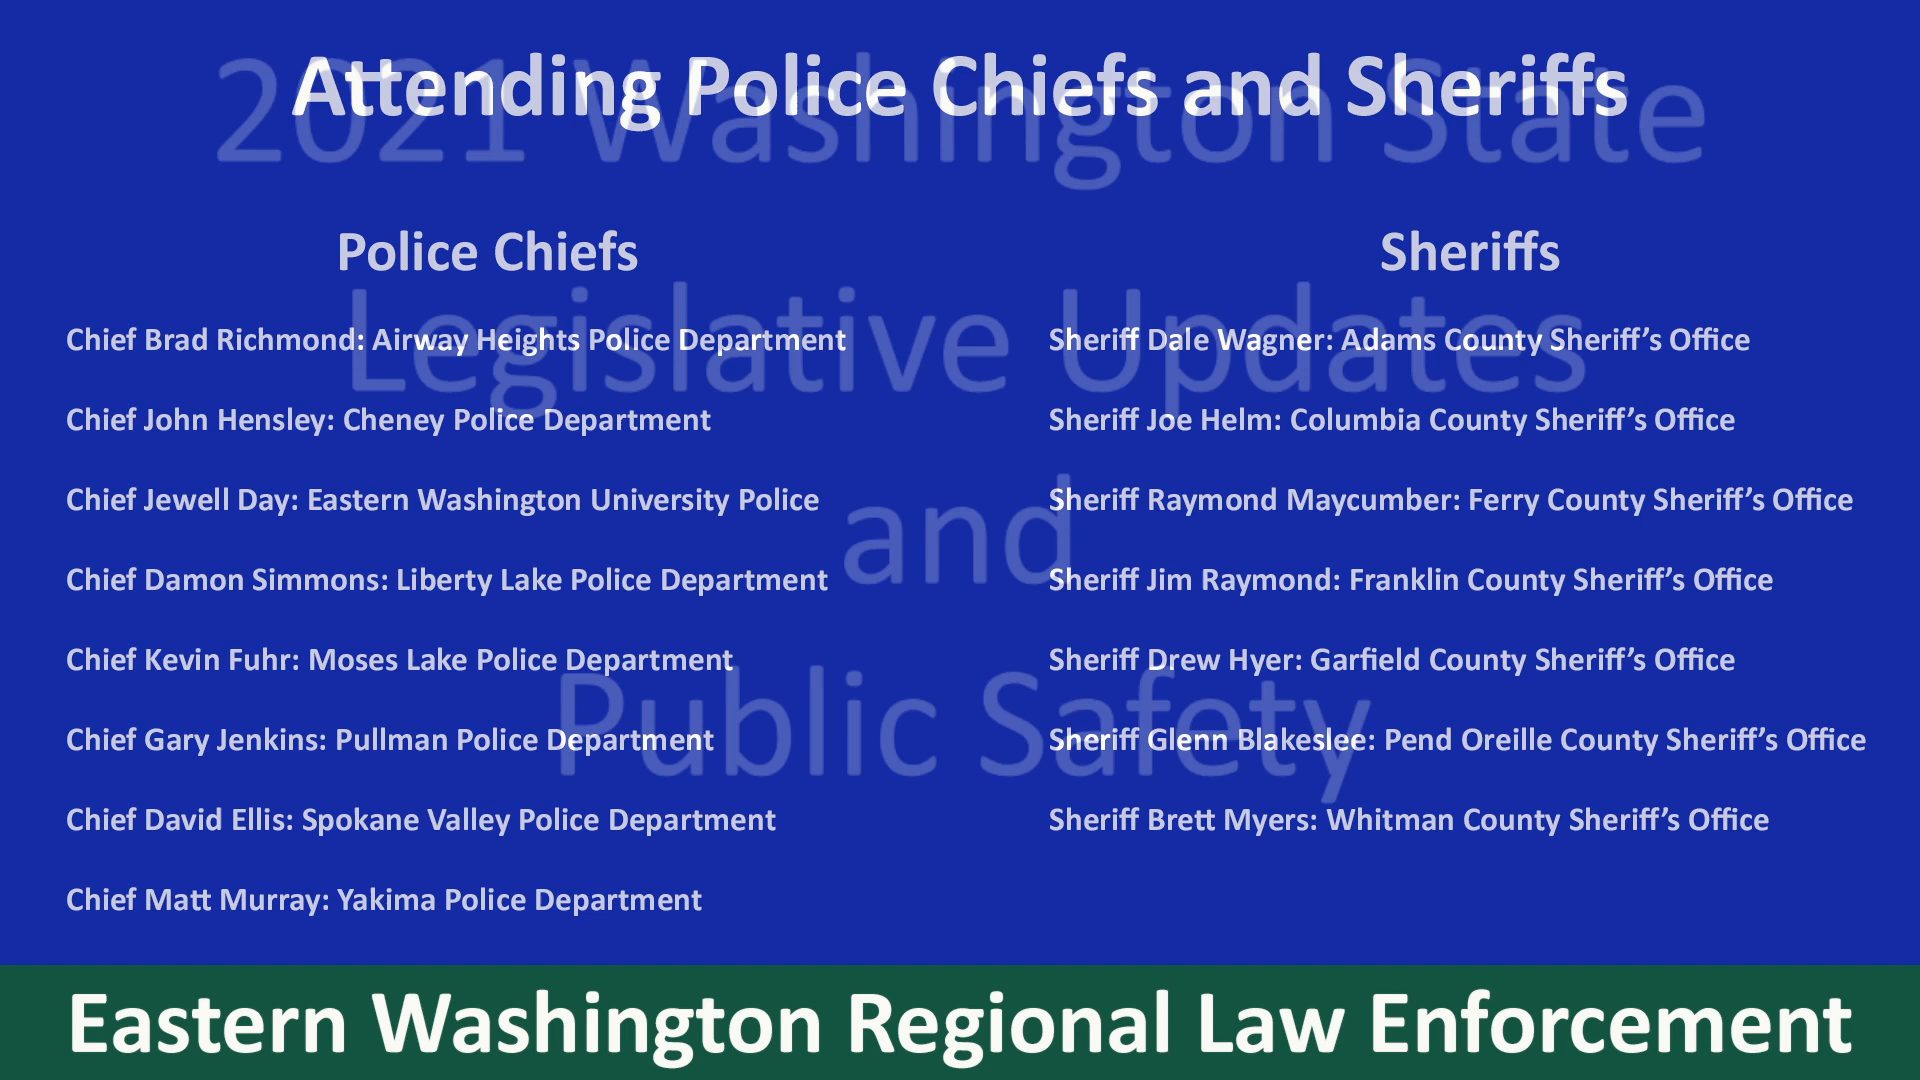 Attending Police Chiefs and Sheriffs
2021 Washington State
Police Chiefs
Sheriffs
Legislative Updates
Chief Brad Richmond: Airway Heights Police Department
Chief John Hensley: Cheney Police Department
Chief Jewell Day: Eastern Washington University Police
Chief Damon Simmons: Liberty Lake Police Department
Chief Kevin Fuhr: Moses Lake Police Department
Chief Gary Jenkins: Pullman Police Department
Chief David Ellis: Spokane Valley Police Department
Chief Matt Murray: Yakima Police Department
Sheriff Dale Wagner: Adams County Sheriff’s Office
Sheriff Joe Helm: Columbia County Sheriff’s Office
Sheriff Raymond Maycumber: Ferry County Sheriff’s Office
Sheriff Jim Raymond: Franklin County Sheriff’s Office
Sheriff Drew Hyer: Garfield County Sheriff’s Office
Sheriff Glenn Blakeslee: Pend Oreille County Sheriff’s Office
Sheriff Brett Myers: Whitman County Sheriff’s Office
and
Public Safety
Eastern Washington Regional Law Enforcement